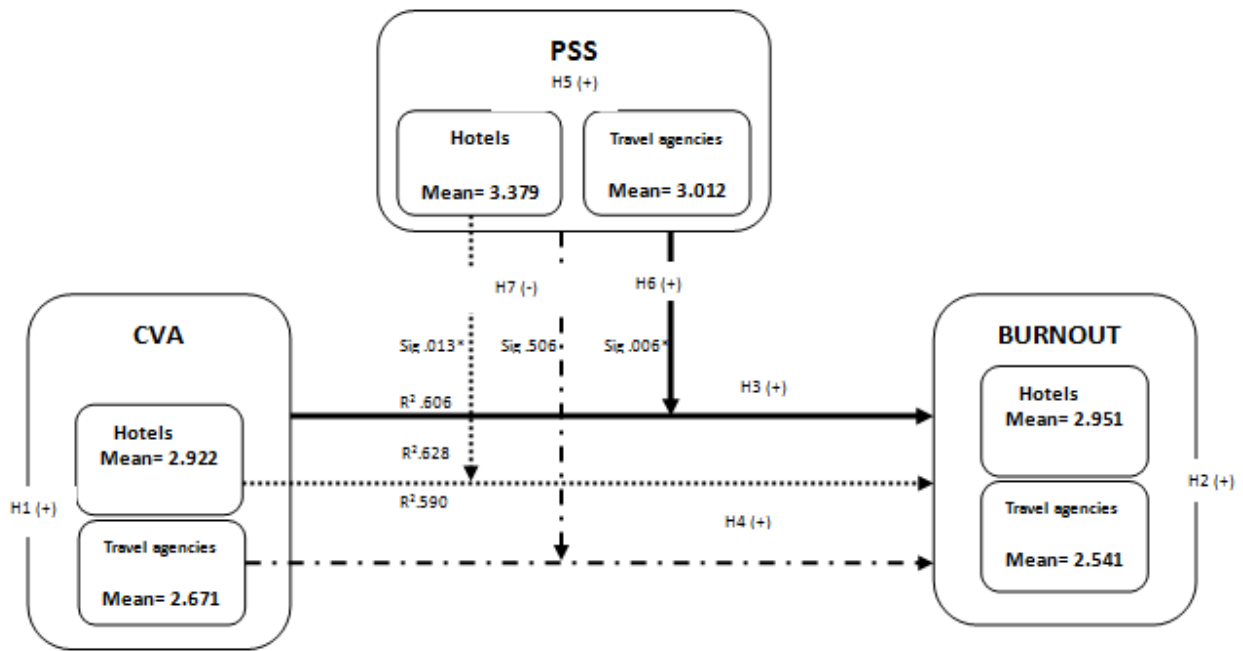 PSS
H5 (+)
Hotels
Mean= 3.379
Travel agencies
Mean= 3.012
H7 (-)
H6 (+)
CVA
BURNOUT
Sig .013*
Sig .506
Sig .006*
H3 (+)
R² .606
Hotels
Mean= 2.922
R².628
R².590
Hotels
Mean= 2.951
H1 (+)
H2 (+)
H4 (+)
Travel agencies
Mean= 2.671
Travel agencies
Mean= 2.541